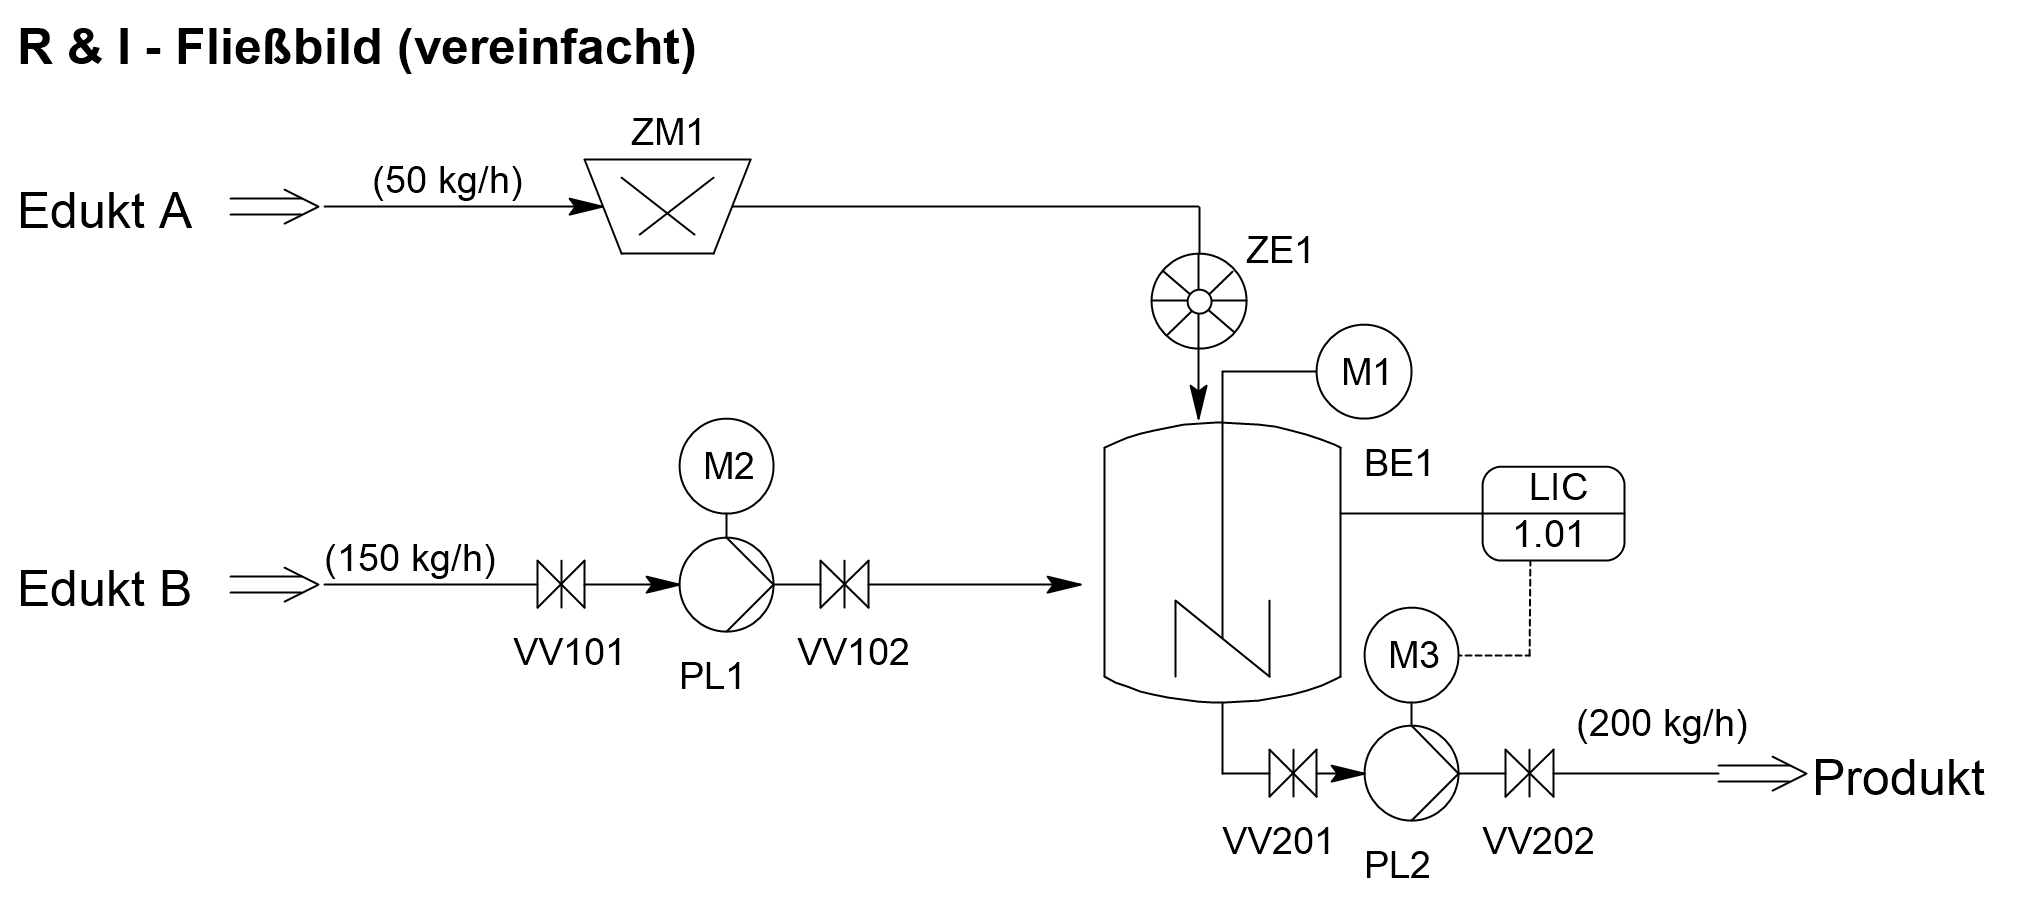 R & I - Fließbild (vereinfacht)
ZM1
Edukt A
(50 kg/h)
ZE1
M1
M2
BE1
LIC
1.01
Edukt B
(150 kg/h)
VV101
PL1
VV102
M3
(200 kg/h)
Produkt
VV201
PL2
VV202